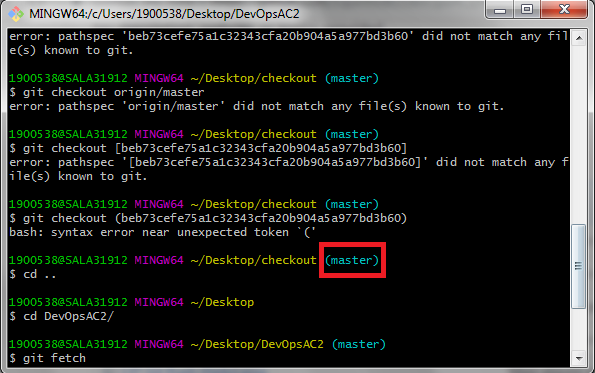 MINGW64:/c/Users/1900538/Desktop/DevOpsAC2
error: pathspec 'beb73cefe75a1c32343cfa20b904a5a977bd3b60' did not match any fil
e(s) known to git.
1900538@SALA31912 MINGW64 ~/Desktop/checkout (master)
$ git checkout origin/master
error: pathspec 'origin/master' did not match any file(s) known to git.
1900538@SALA31912 MINGW64 ~/Desktop/checkout (master)
$ git checkout [beb73cefe75a1c32343cfa20b904a5a977bd3b60]
error: pathspec '[beb73cefe75a1c32343cfa20b904a5a977bd3b60]' did not match any f
ile(s) known to git.
1900538@SALA31912 MINGW64 ~/Desktop/checkout (master)
$ git checkout (beb73cefe75a1c32343cfa20b904a5a977bd3b60)
bash: syntax error near unexpected token `('
1900538@SALA31912 MINGW64 ~/Desktop/checkout (master)
$ cd ..
1900538@SALA31912 MINGW64 ~/Desktop
$ cd DevOpsAC2/
1900538@SALA31912 MINGW64 ~/Desktop/DevOpsAC2 (master)
$ git fetch